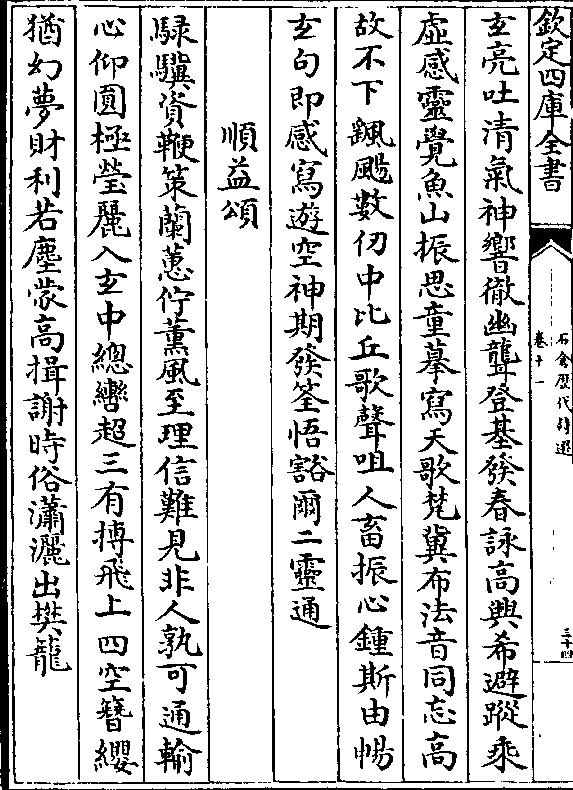 欽定四庫全書
石倉歷代詩選
卷十一
三十四
玄亮吐清氣神響徹幽聾登基發春詠高興希避蹤乘
虛感靈覺魚山振思童摹寫天歌梵冀布法音同忘高
故不下飄颺數仞中比丘歌聲咀人畜振心鍾斯由暢
玄句即感寫遊空神期發筌悟豁爾二靈通
順益頌
騄驥資鞭策蘭蕙佇薰風至理信難見非人孰可通輸
心仰圓極瑩麗入玄中總轡超三有摶飛上四空簪纓
猶幻夢財利若塵蒙高揖謝時俗瀟灑出樊籠